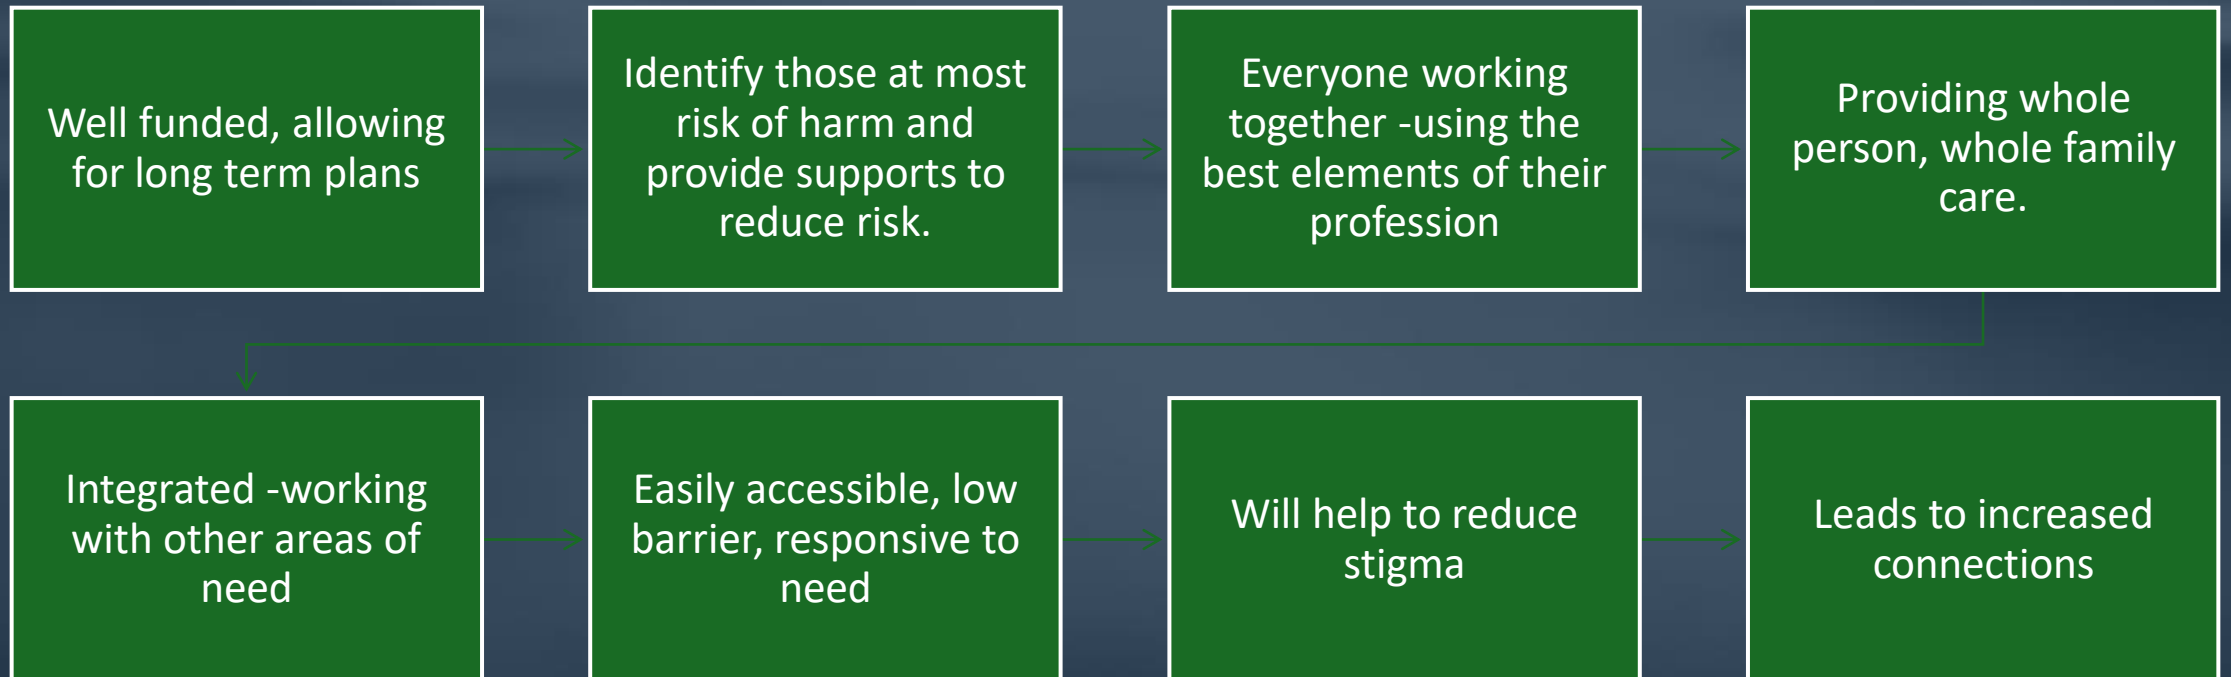 Well funded, allowing
for long term plans
Identify those at most
risk of harm and
provide supports to
reduce risk.
Everyone working
together -using the
best elements of their
profession
Providing whole
person, whole family
care.
Integrated -working
with other areas of
need
Easily accessible, low
barrier, responsive to
need
Will help to reduce
stigma
Leads to increased
connections